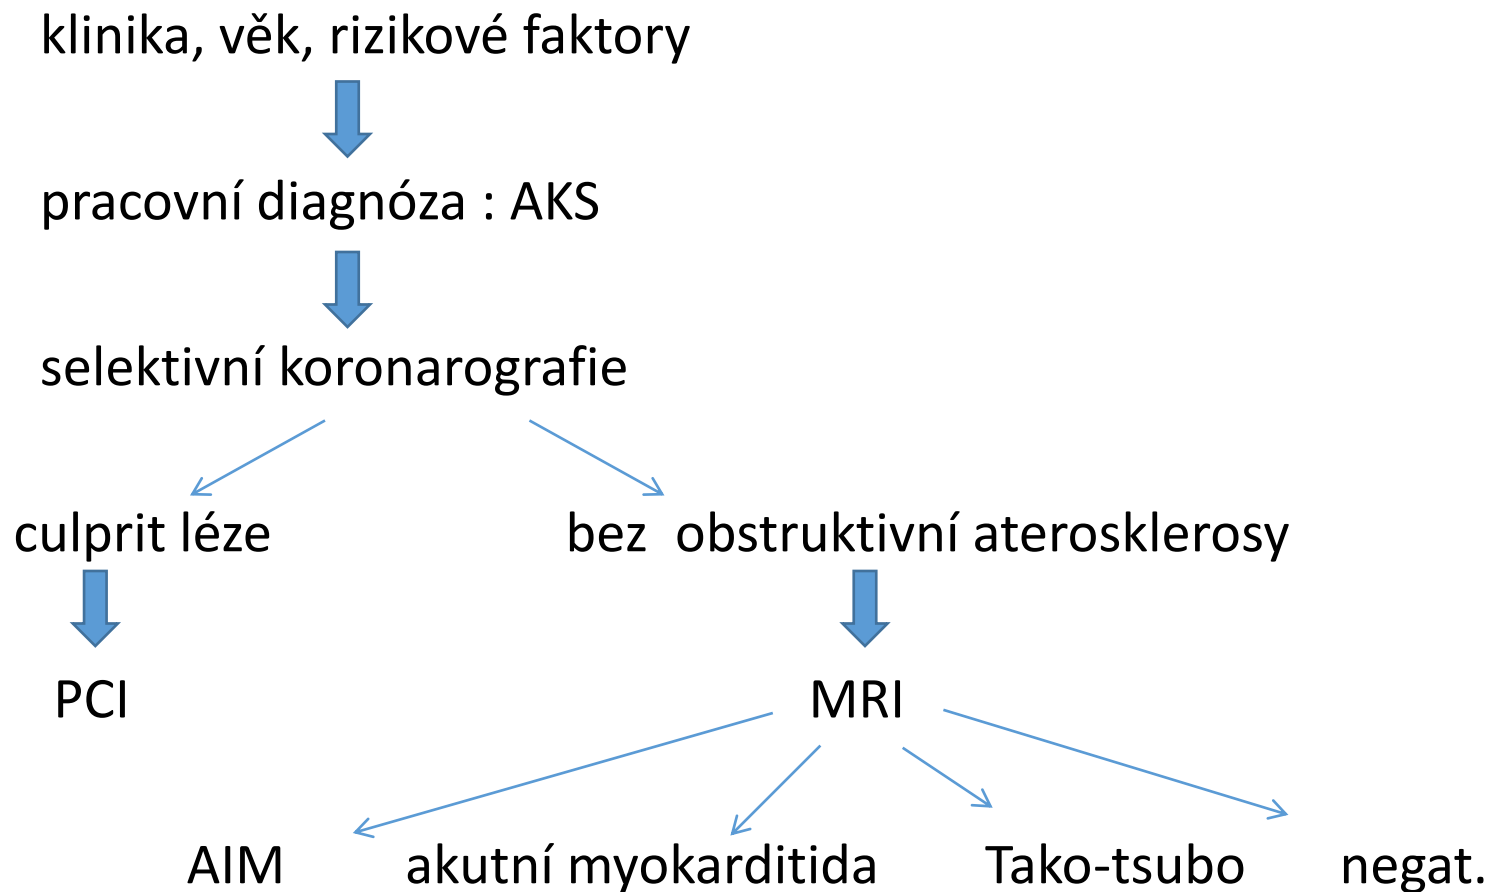 klinika, věk, rizikové faktory
pracovní diagnóza : AKS
selektivní koronarografie
culprit léze
bez obstruktivní aterosklerosy
PCI
MRI
AIM
akutní myokarditida
Tako-tsubo
negat.